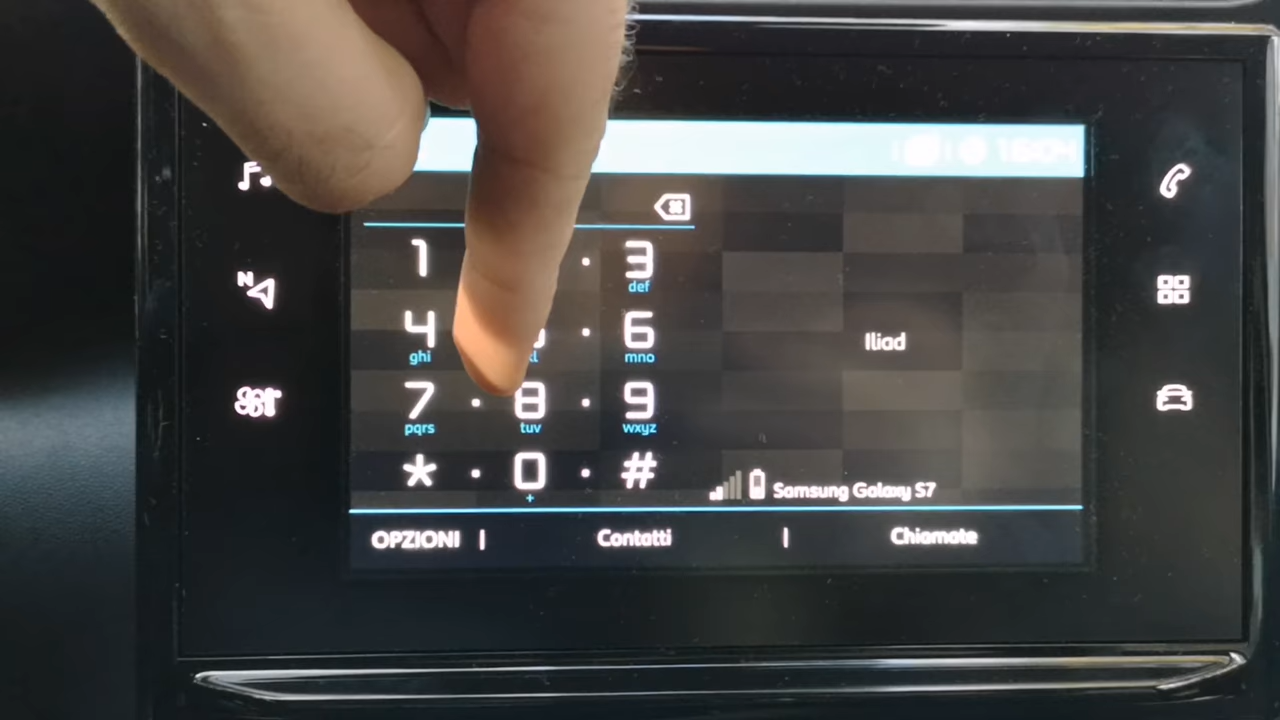 1 · 3
def
N
4 · 6
ghi mno
Iliad
7 · 8 · 9
pqrs tuv wxyz
* · 0 · #
+
Samsung Galaxy S7
OPZIONI | Contatti | Chiamate